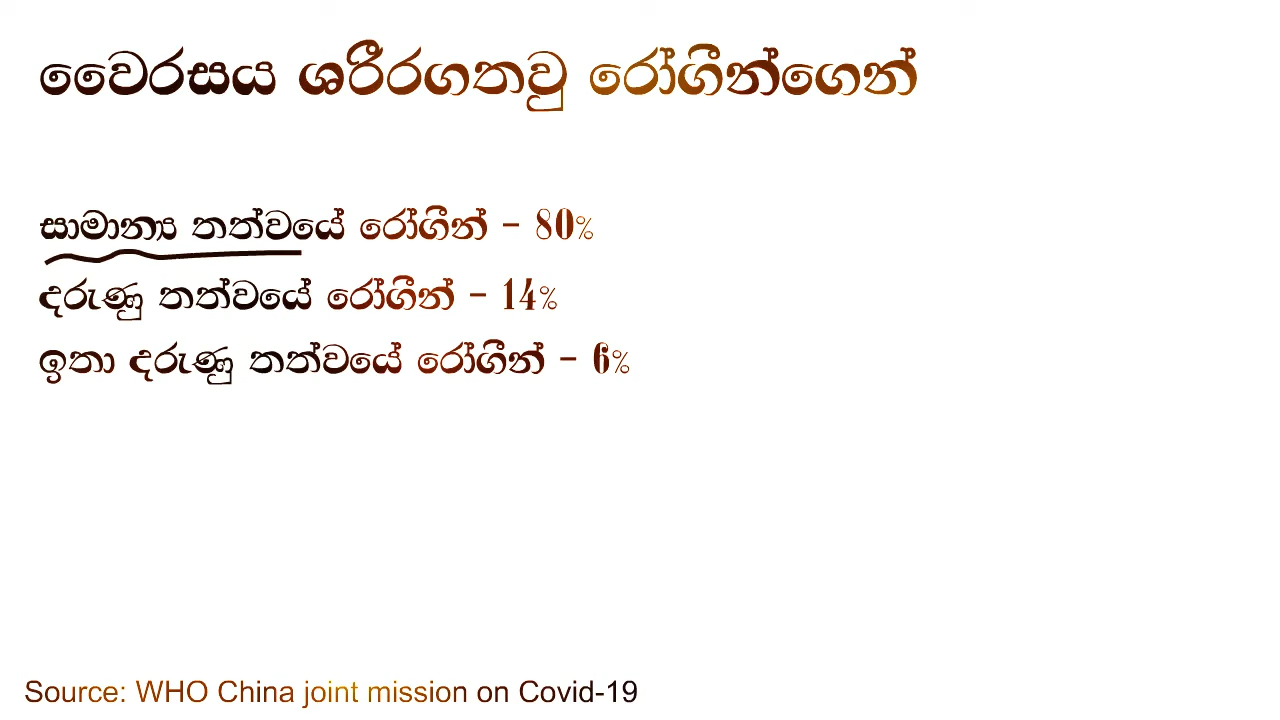 වෛරසය ශරීරගතවු රෝගීන්ගෙන්
සාමාන්‍ය තත්වයේ රෝගීන් - 80%
දරුණු තත්වයේ රෝගීන් - 14%
ඉතා දරුණු තත්වයේ රෝගීන් - 6%
Source: WHO China joint mission on Covid-19